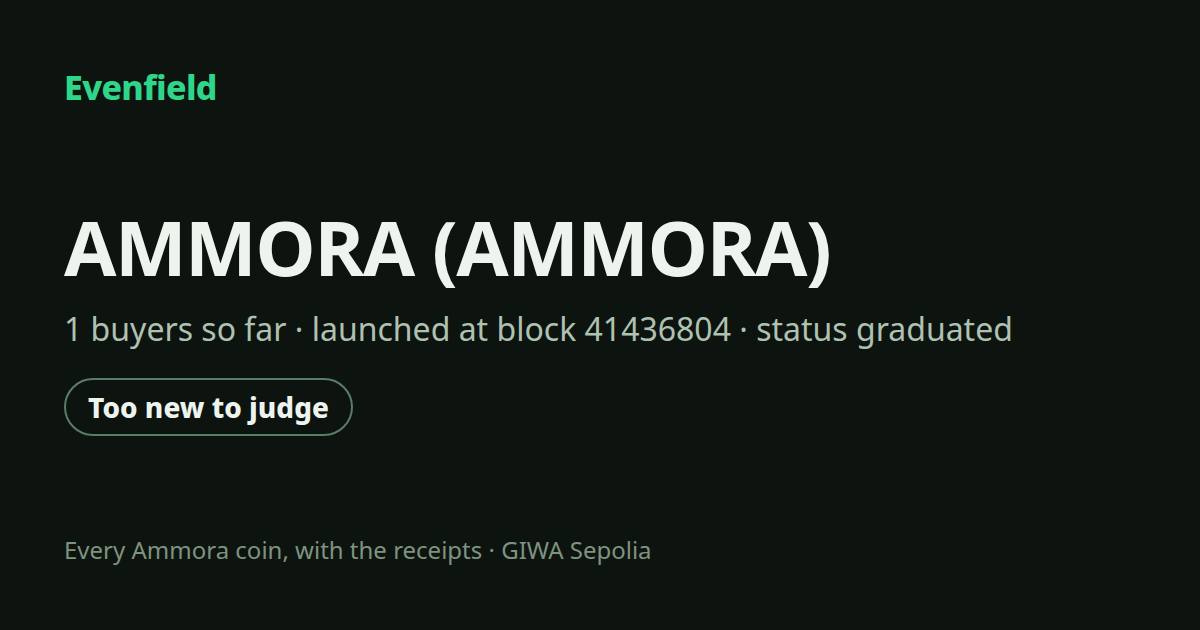 Evenfield
AMMORA (AMMORA)
1 buyers so far · launched at block 41436804 · status graduated
Too new to judge
Every Ammora coin, with the receipts · GIWA Sepolia